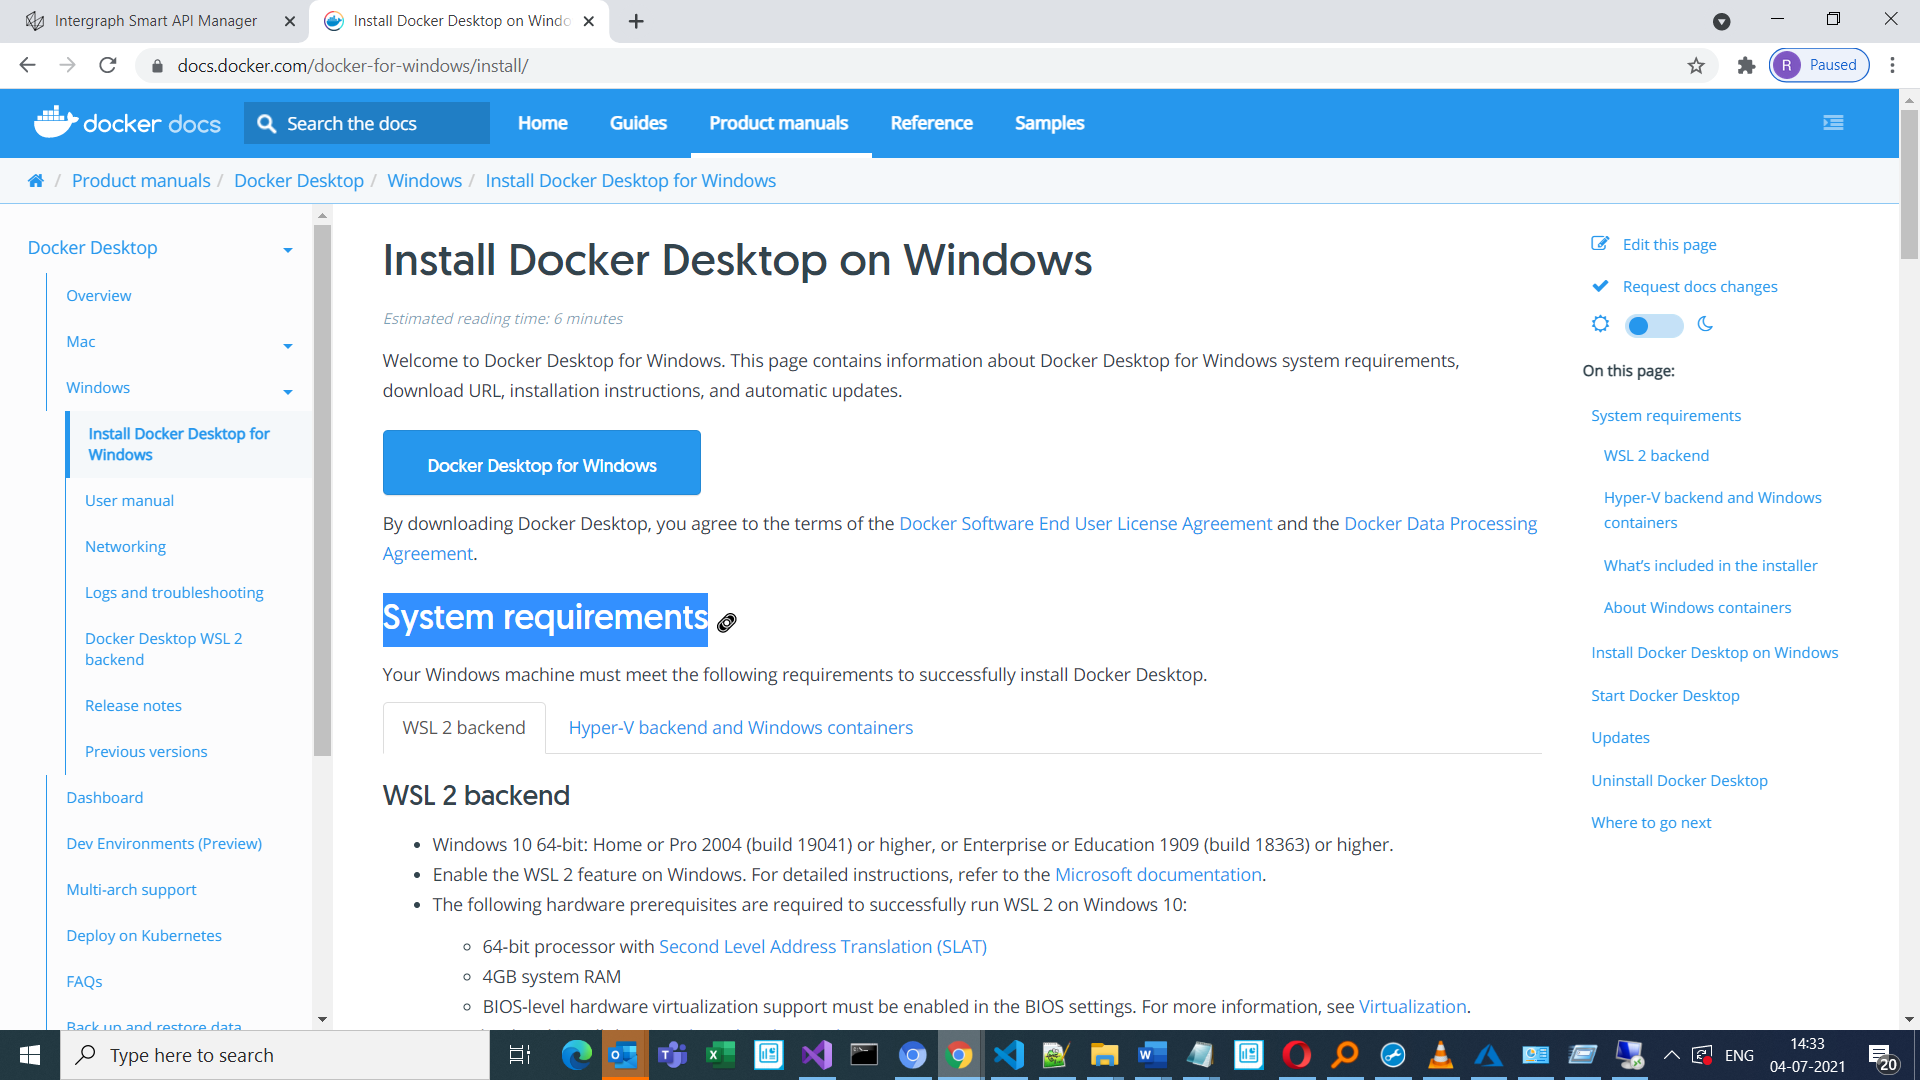 Intergraph Smart API Manager
Install Docker Desktop on Windo
docs.docker.com/docker-for-windows/install/
R Paused
docker docs
Search the docs
Home Guides Product manuals Reference Samples
/ Product manuals / Docker Desktop / Windows / Install Docker Desktop for Windows
Docker Desktop
Overview
Mac
Windows
Install Docker Desktop for
Windows
User manual
Networking
Logs and troubleshooting
Docker Desktop WSL 2
backend
Release notes
Previous versions
Dashboard
Dev Environments (Preview)
Multi-arch support
Deploy on Kubernetes
FAQs
Back up and restore data
Install Docker Desktop on Windows
Estimated reading time: 6 minutes
Welcome to Docker Desktop for Windows. This page contains information about Docker Desktop for Windows system requirements,
download URL, installation instructions, and automatic updates.
Docker Desktop for Windows
By downloading Docker Desktop, you agree to the terms of the Docker Software End User License Agreement and the Docker Data Processing
Agreement.
System requirements
Your Windows machine must meet the following requirements to successfully install Docker Desktop.
WSL 2 backend
Hyper-V backend and Windows containers
WSL 2 backend
• Windows 10 64-bit: Home or Pro 2004 (build 19041) or higher, or Enterprise or Education 1909 (build 18363) or higher.
• Enable the WSL 2 feature on Windows. For detailed instructions, refer to the Microsoft documentation.
• The following hardware prerequisites are required to successfully run WSL 2 on Windows 10:
◦ 64-bit processor with Second Level Address Translation (SLAT)
◦ 4GB system RAM
◦ BIOS-level hardware virtualization support must be enabled in the BIOS settings. For more information, see Virtualization.
Edit this page
Request docs changes
On this page:
System requirements
WSL 2 backend
Hyper-V backend and Windows
containers
What's included in the installer
About Windows containers
Install Docker Desktop on Windows
Start Docker Desktop
Updates
Uninstall Docker Desktop
Where to go next
Type here to search
ENG
14:33
04-07-2021
20